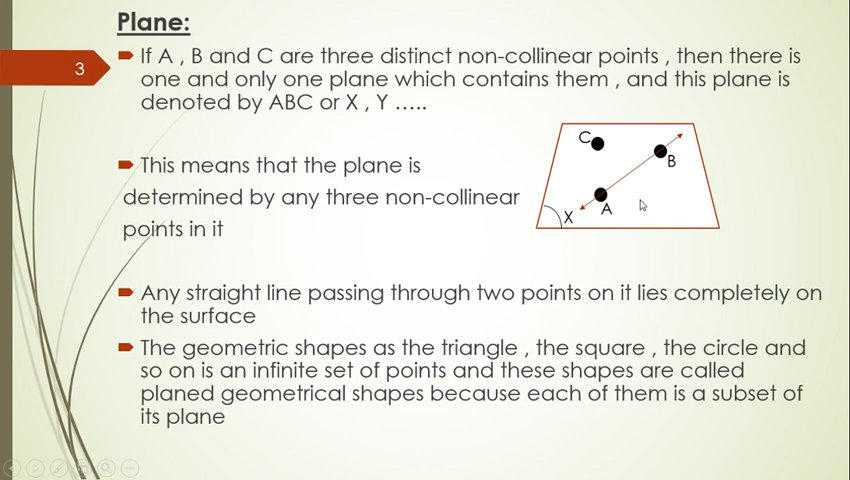 Plane:
3
If A , B and C are three distinct non-collinear points , then there is
one and only one plane which contains them , and this plane is
denoted by ABC or X , Y …..
This means that the plane is
determined by any three non-collinear
points in it
C
B
A
X
Any straight line passing through two points on it lies completely on
the surface
The geometric shapes as the triangle , the square , the circle and
so on is an infinite set of points and these shapes are called
planed geometrical shapes because each of them is a subset of
its plane